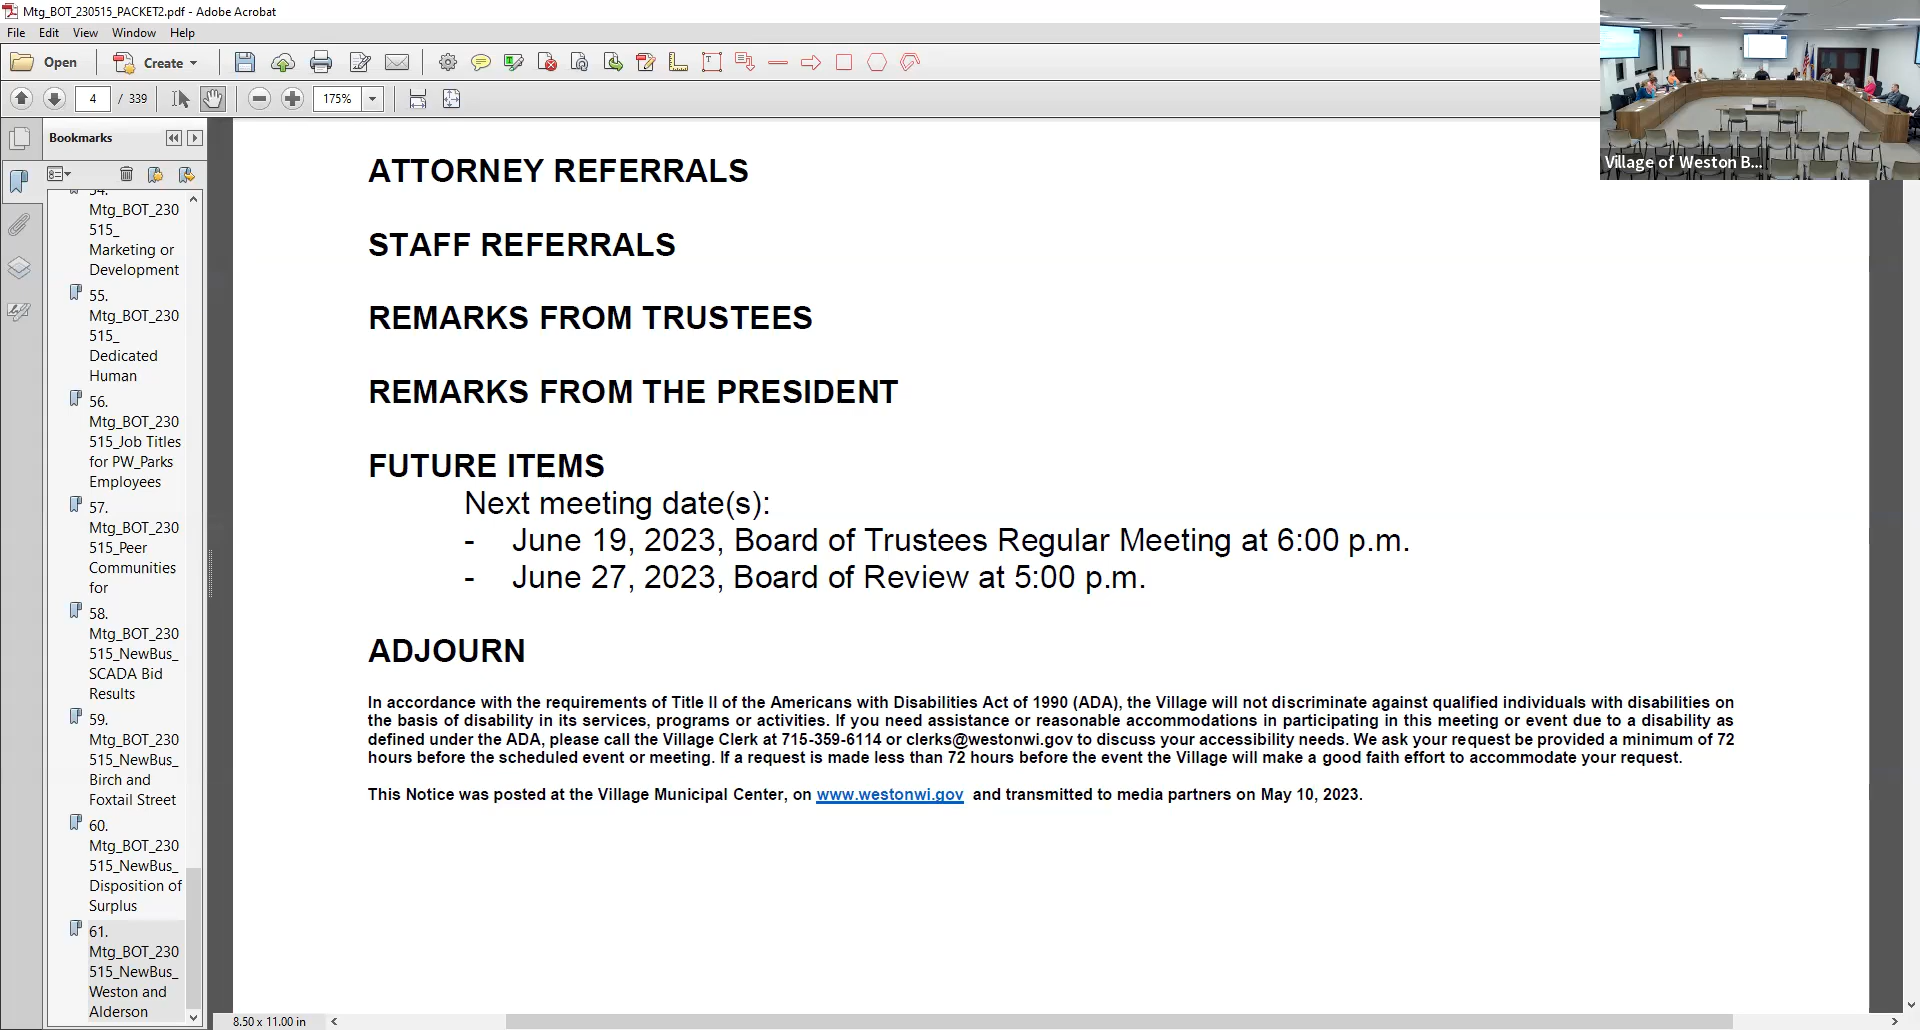 Mtg_BOT_230515_PACKET2.pdf - Adobe Acrobat
File Edit View Window Help
Open Create
4 / 339 175%
Bookmarks
54.
Mtg_BOT_230
515_
Marketing or
Development
55.
Mtg_BOT_230
515_
Dedicated
Human
56.
Mtg_BOT_230
515_Job Titles
for PW_Parks
Employees
57.
Mtg_BOT_230
515_Peer
Communities
for
58.
Mtg_BOT_230
515_NewBus_
SCADA Bid
Results
59.
Mtg_BOT_230
515_NewBus_
Birch and
Foxtail Street
60.
Mtg_BOT_230
515_NewBus_
Disposition of
Surplus
61.
Mtg_BOT_230
515_NewBus_
Weston and
Alderson
ATTORNEY REFERRALS
STAFF REFERRALS
REMARKS FROM TRUSTEES
REMARKS FROM THE PRESIDENT
FUTURE ITEMS
Next meeting date(s):
- June 19, 2023, Board of Trustees Regular Meeting at 6:00 p.m.
- June 27, 2023, Board of Review at 5:00 p.m.
ADJOURN
In accordance with the requirements of Title II of the Americans with Disabilities Act of 1990 (ADA), the Village will not discriminate against qualified individuals with disabilities on
the basis of disability in its services, programs or activities. If you need assistance or reasonable accommodations in participating in this meeting or event due to a disability as
defined under the ADA, please call the Village Clerk at 715-359-6114 or clerks@westonwi.gov to discuss your accessibility needs. We ask your request be provided a minimum of 72
hours before the scheduled event or meeting. If a request is made less than 72 hours before the event the Village will make a good faith effort to accommodate your request.
This Notice was posted at the Village Municipal Center, on www.westonwi.gov and transmitted to media partners on May 10, 2023.
8.50 x 11.00 in
Village of Weston B...